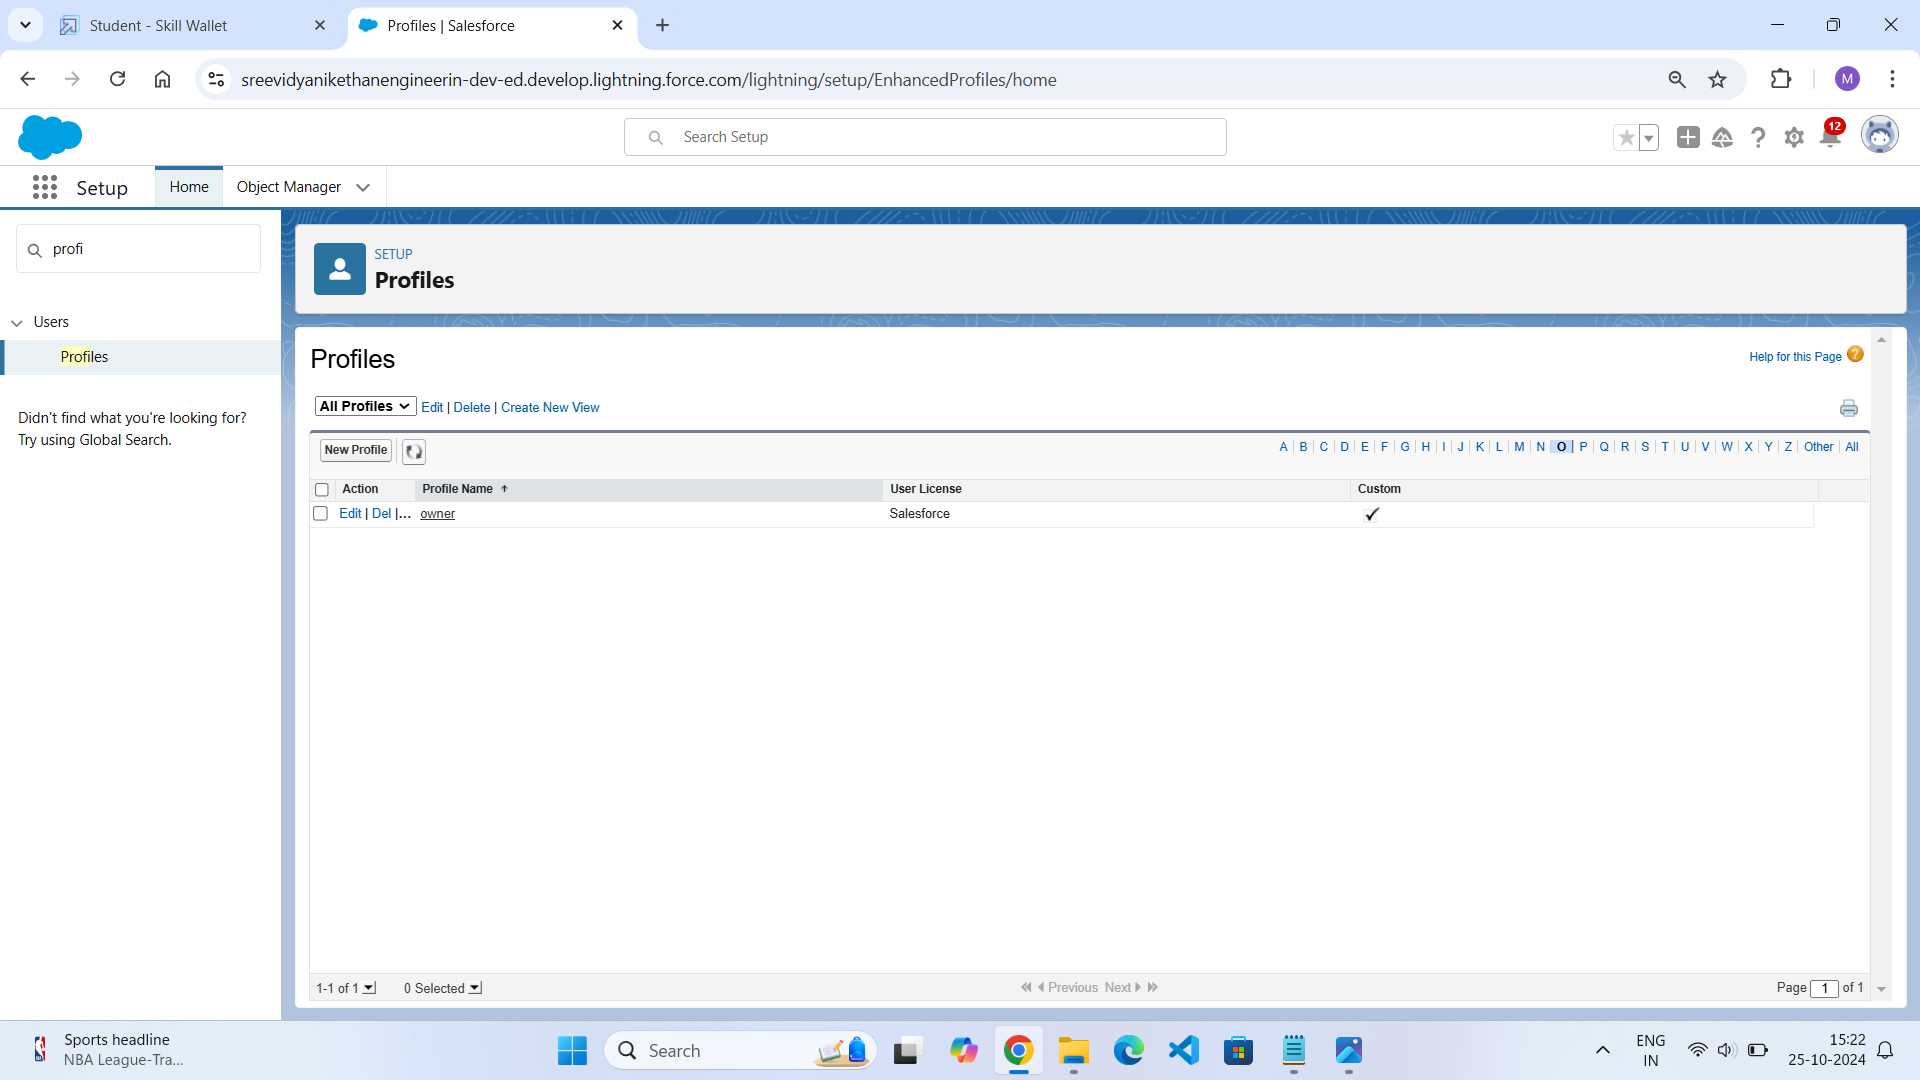 Student - Skill Wallet
Profiles | Salesforce
sreevidyanikethanengineerin-dev-ed.develop.lightning.force.com/lightning/setup/EnhancedProfiles/home
M
Search Setup
12
Setup
Home
Object Manager
profi
Users
Profiles
Didn't find what you're looking for?
Try using Global Search.
SETUP
Profiles
Profiles
Help for this Page ?
All Profiles
Edit | Delete | Create New View
New Profile
A | B | C | D | E | F | G | H | I | J | K | L | M | N | O | P | Q | R | S | T | U | V | W | X | Y | Z | Other | All
Action
Profile Name
User License
Custom
Edit | Del |...
owner
Salesforce
1-1 of 1
0 Selected
Previous Next
Page 1 of 1
Sports headline
NBA League-Tra...
Search
ENG
IN
15:22
25-10-2024